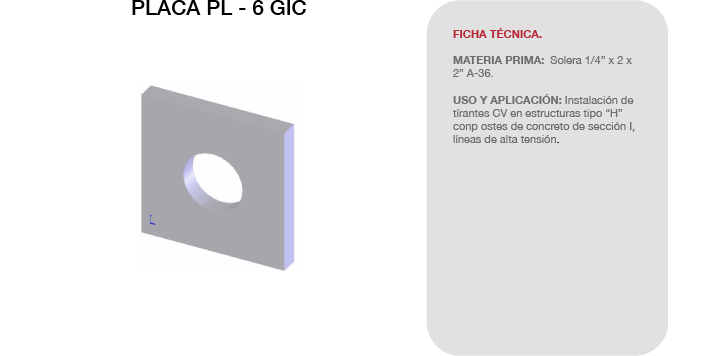 PLACA PL - 6 GIC
FICHA TÉCNICA.
MATERIA PRIMA: Solera 1/4” x 2 x
2” A-36.
USO Y APLICACIÓN: Instalación de
tírantes CV en estructuras tipo “H”
conp ostes de concreto de sección I,
líneas de alta tensión.